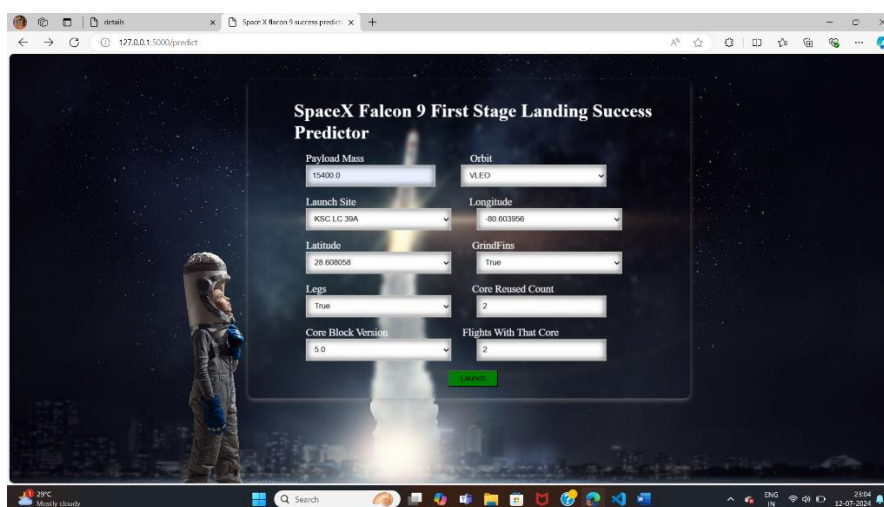 details
Space X flacon 9 success predicti
127.0.0.1:5000/predict
SpaceX Falcon 9 First Stage Landing Success
Predictor
Payload Mass Orbit
15400.0 VLEO
Launch Site Longitude
KSC LC 39A -80.603956
Latitude GrindFins
28.608058 True
Legs Core Reused Count
True 2
Core Block Version Flights With That Core
5.0 2
Launch
29°C
Mostly cloudy
Search
ENG
IN
23:04
12-07-2024